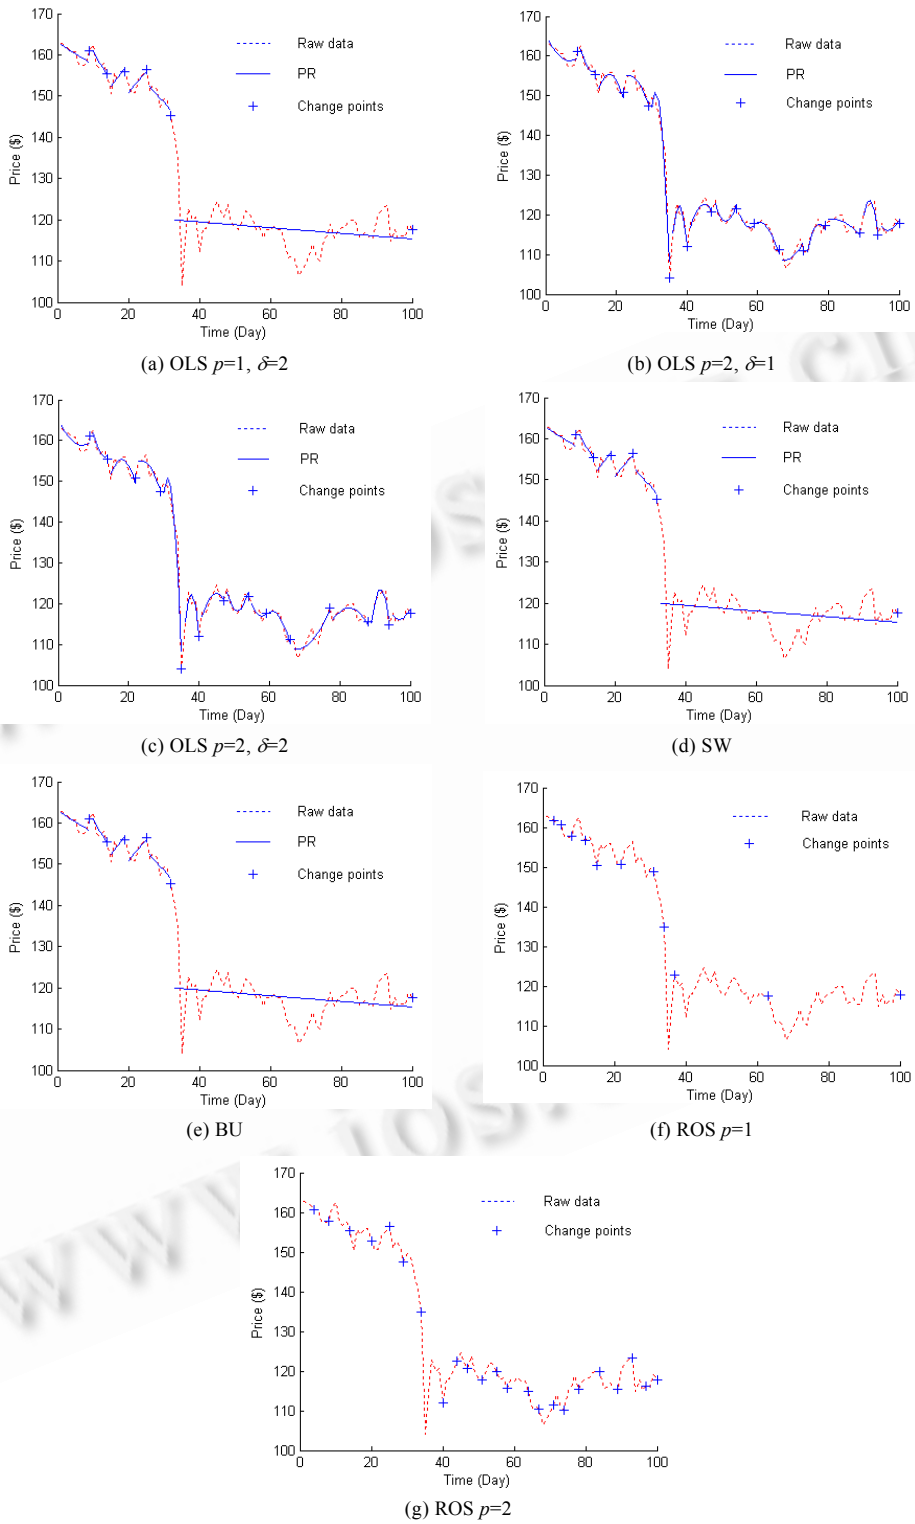 170
160
150
140
130
120
110
100
Price ($)
0
20
40
60
80
100
Time (Day)
Raw data
PR
Change points
(a) OLS p=1, δ=2
170
160
150
140
130
120
110
100
Price ($)
0
20
40
60
80
100
Time (Day)
Raw data
PR
Change points
(b) OLS p=2, δ=1
170
160
150
140
130
120
110
100
Price ($)
0
20
40
60
80
100
Time (Day)
Raw data
PR
Change points
(c) OLS p=2, δ=2
170
160
150
140
130
120
110
100
Price ($)
0
20
40
60
80
100
Time (Day)
Raw data
PR
Change points
(d) SW
170
160
150
140
130
120
110
100
Price ($)
0
20
40
60
80
100
Time (Day)
Raw data
PR
Change points
(e) BU
170
160
150
140
130
120
110
100
Price ($)
0
20
40
60
80
100
Time (Day)
Raw data
Change points
(f) ROS p=1
170
160
150
140
130
120
110
100
Price ($)
0
20
40
60
80
100
Time (Day)
Raw data
Change points
(g) ROS p=2